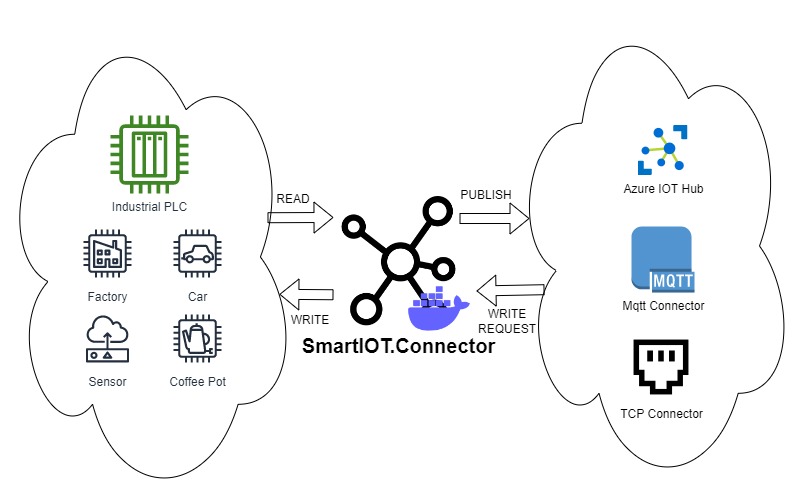 Industrial PLC
Factory
Car
Sensor
Coffee Pot
READ
WRITE
SmartIOT.Connector
PUBLISH
WRITE
REQUEST
Azure IOT Hub
MQTT
Mqtt Connector
TCP Connector